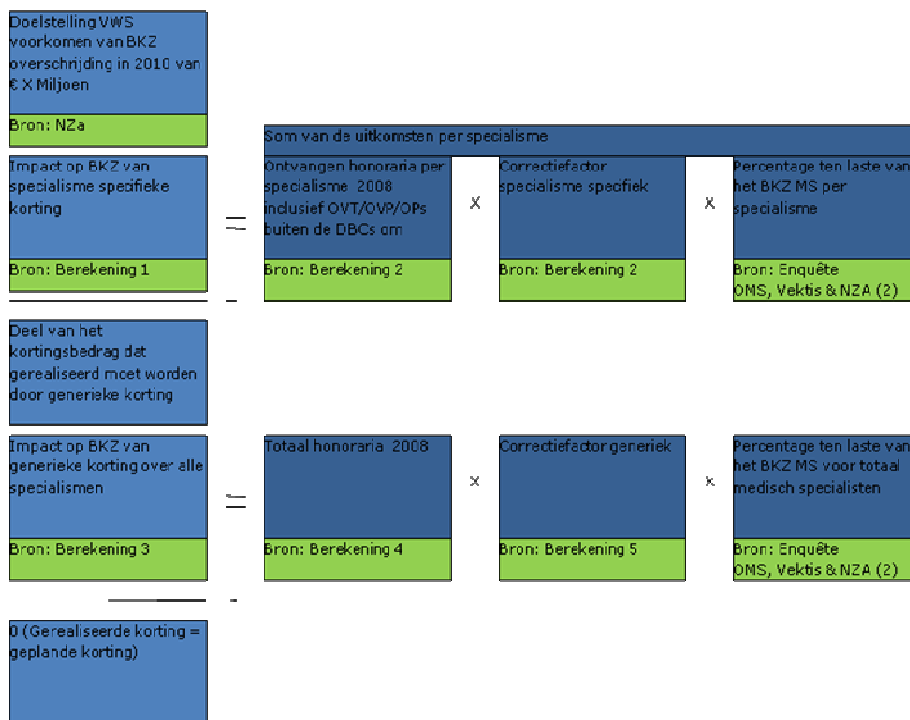 Doelstelling VWS
voorkomen van BKZ
overschrijding in 2010 van
€ X Miljoen
Bron: NZa
Som van de uitkomsten per specialisme
Impact op BKZ van
specialisme specifieke
korting
Bron: Berekening 1
=
Ontvangen honoraria per
specialisme 2008
inclusief OVT/OVP/OPs
buiten de DBCs om
Bron: Berekening 2
x
Correctiefactor
specialisme specifiek
Bron: Berekening 2
x
Percentage ten laste van
het BKZ MS per
specialisme
Bron: Enquête
OMS, Vektis & NZA (2)
-
Deel van het
kortingsbedrag dat
gerealiseerd moet worden
door generieke korting
Impact op BKZ van
generieke korting over alle
specialismen
Bron: Berekening 3
=
Totaal honoraria 2008
Bron: Berekening 4
x
Correctiefactor generiek
Bron: Berekening 5
x
Percentage ten laste van
het BKZ MS voor totaal
medisch specialisten
Bron: Enquête
OMS, Vektis & NZA (2)
-
0 (Gerealiseerde korting =
geplande korting)